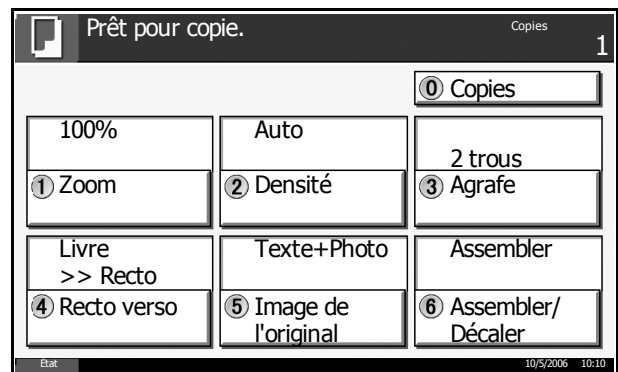 Prêt pour copie.
Copies
1
0 Copies
100%
Auto
2 trous
1 Zoom
2 Densité
3 Agrafe
Livre
>> Recto
Texte+Photo
Assembler
4 Recto verso
5 Image de
l'original
6 Assembler/
Décaler
État
10/5/2006 10:10